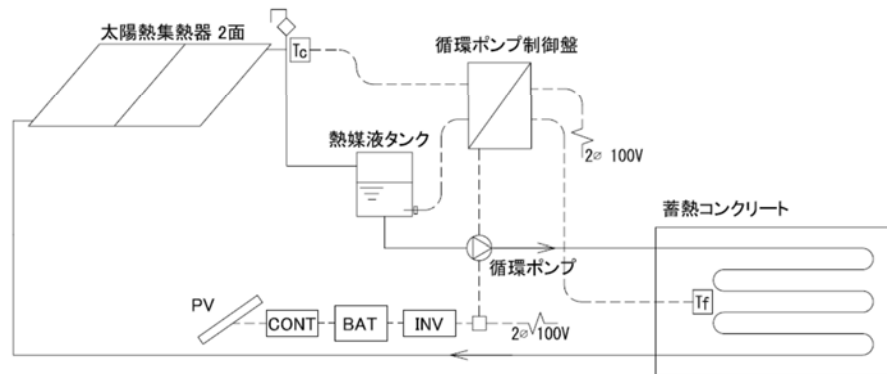 太陽熱集熱器 2面
Tc
循環ポンプ制御盤
熱媒液タンク
2ø 100V
蓄熱コンクリート
循環ポンプ
Tf
PV
CONT
BAT
INV
2ø 100V